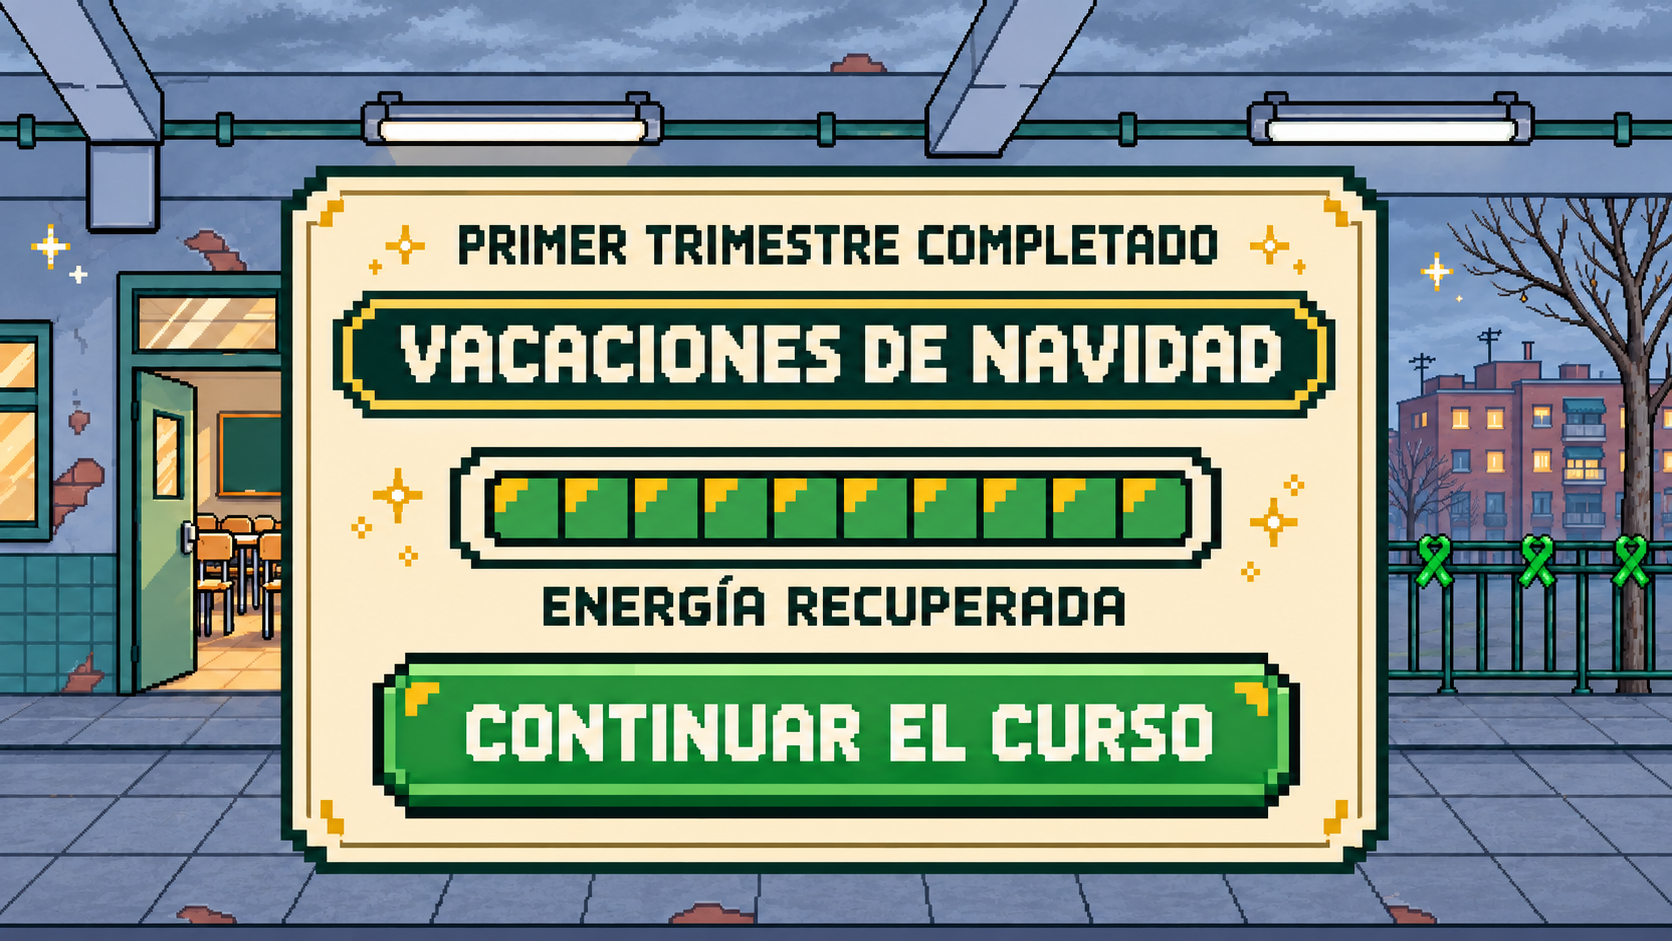 PRIMER TRIMESTRE COMPLETADO
VACACIONES DE NAVIDAD
ENERGÍA RECUPERADA
CONTINUAR EL CURSO